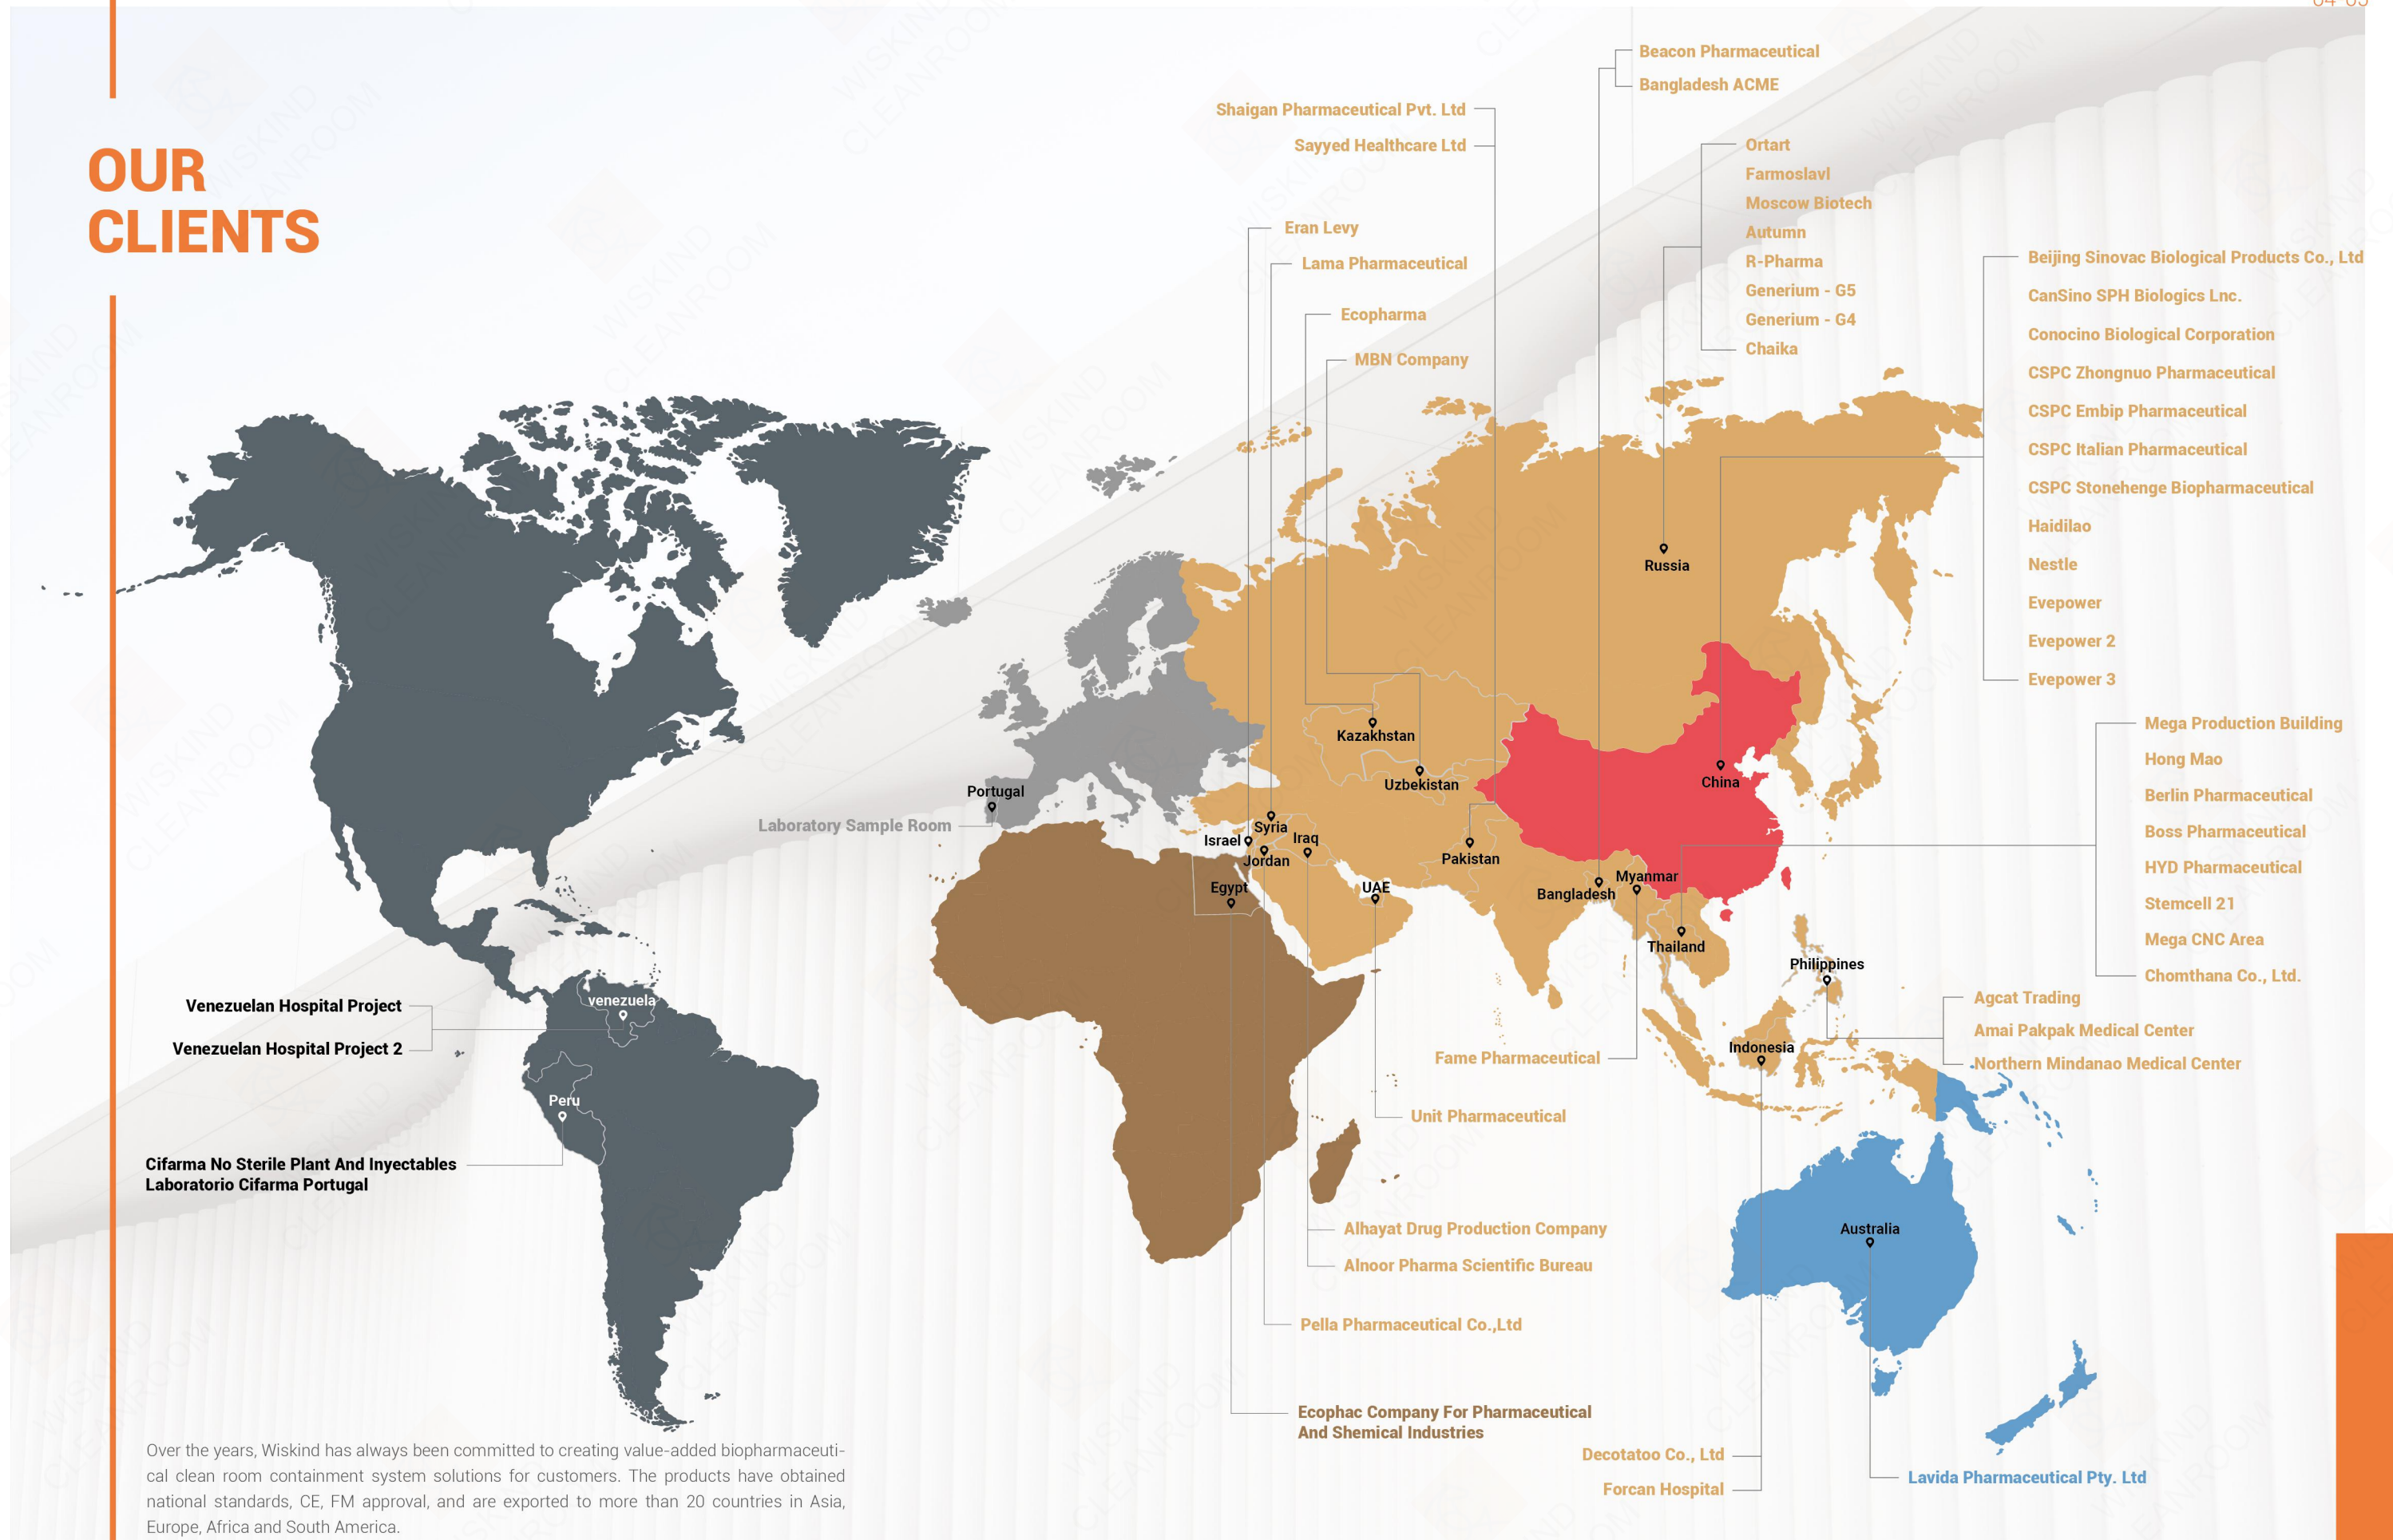 OUR
CLIENTS
Beacon Pharmaceutical
Bangladesh ACME
Shaigan Pharmaceutical Pvt. Ltd
Sayyed Healthcare Ltd
Ortart
Farmoslavl
Moscow Biotech
Autumn
R-Pharma
Generium - G5
Generium - G4
Chaika
Eran Levy
Lama Pharmaceutical
Ecopharma
MBN Company
Beijing Sinovac Biological Products Co., Ltd
CanSino SPH Biologics Lnc.
Conocino Biological Corporation
CSPC Zhongnuo Pharmaceutical
CSPC Embip Pharmaceutical
CSPC Italian Pharmaceutical
CSPC Stonehenge Biopharmaceutical
Haidilao
Nestle
Evepower
Evepower 2
Evepower 3
Russia
Kazakhstan
Uzbekistan
China
Portugal
Laboratory Sample Room
Syria
Israel
Iraq
Jordan
Pakistan
Egypt
UAE
Bangladesh
Myanmar
Thailand
Philippines
Indonesia
Mega Production Building
Hong Mao
Berlin Pharmaceutical
Boss Pharmaceutical
HYD Pharmaceutical
Stemcell 21
Mega CNC Area
Chomthana Co., Ltd.
Agcat Trading
Amai Pakpak Medical Center
Northern Mindanao Medical Center
Venezuelan Hospital Project
Venezuelan Hospital Project 2
venezuela
Peru
Cifarma No Sterile Plant And Inyectables
Laboratorio Cifarma Portugal
Fame Pharmaceutical
Unit Pharmaceutical
Alhayat Drug Production Company
Alnoor Pharma Scientific Bureau
Pella Pharmaceutical Co.,Ltd
Ecophac Company For Pharmaceutical
And Shemical Industries
Decotatoo Co., Ltd
Forcan Hospital
Australia
Lavida Pharmaceutical Pty. Ltd
Over the years, Wiskind has always been committed to creating value-added biopharmaceuti-
cal clean room containment system solutions for customers. The products have obtained
national standards, CE, FM approval, and are exported to more than 20 countries in Asia,
Europe, Africa and South America.
WISKIND
CLEANROOM